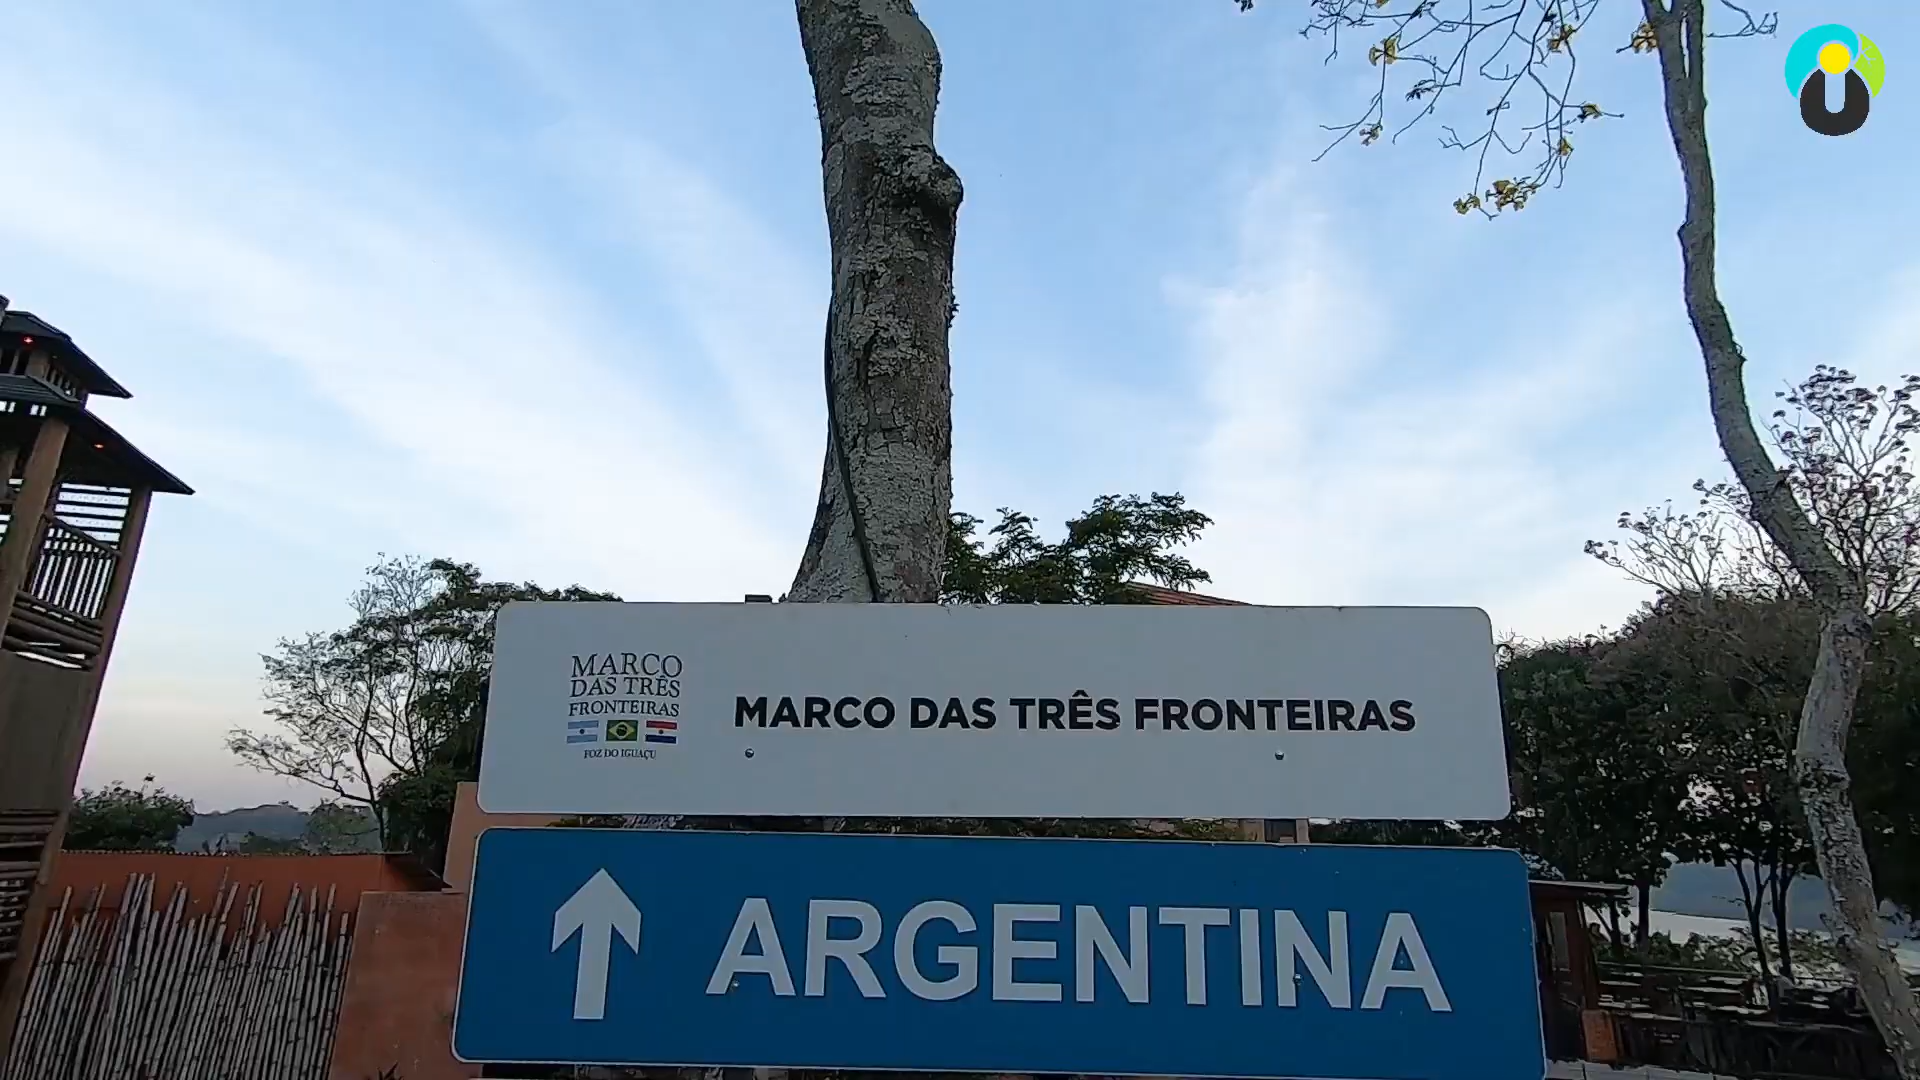 MARCO
DAS TRÊS
FRONTEIRAS
FOZ DO IGUAÇU
MARCO DAS TRÊS FRONTEIRAS
ARGENTINA